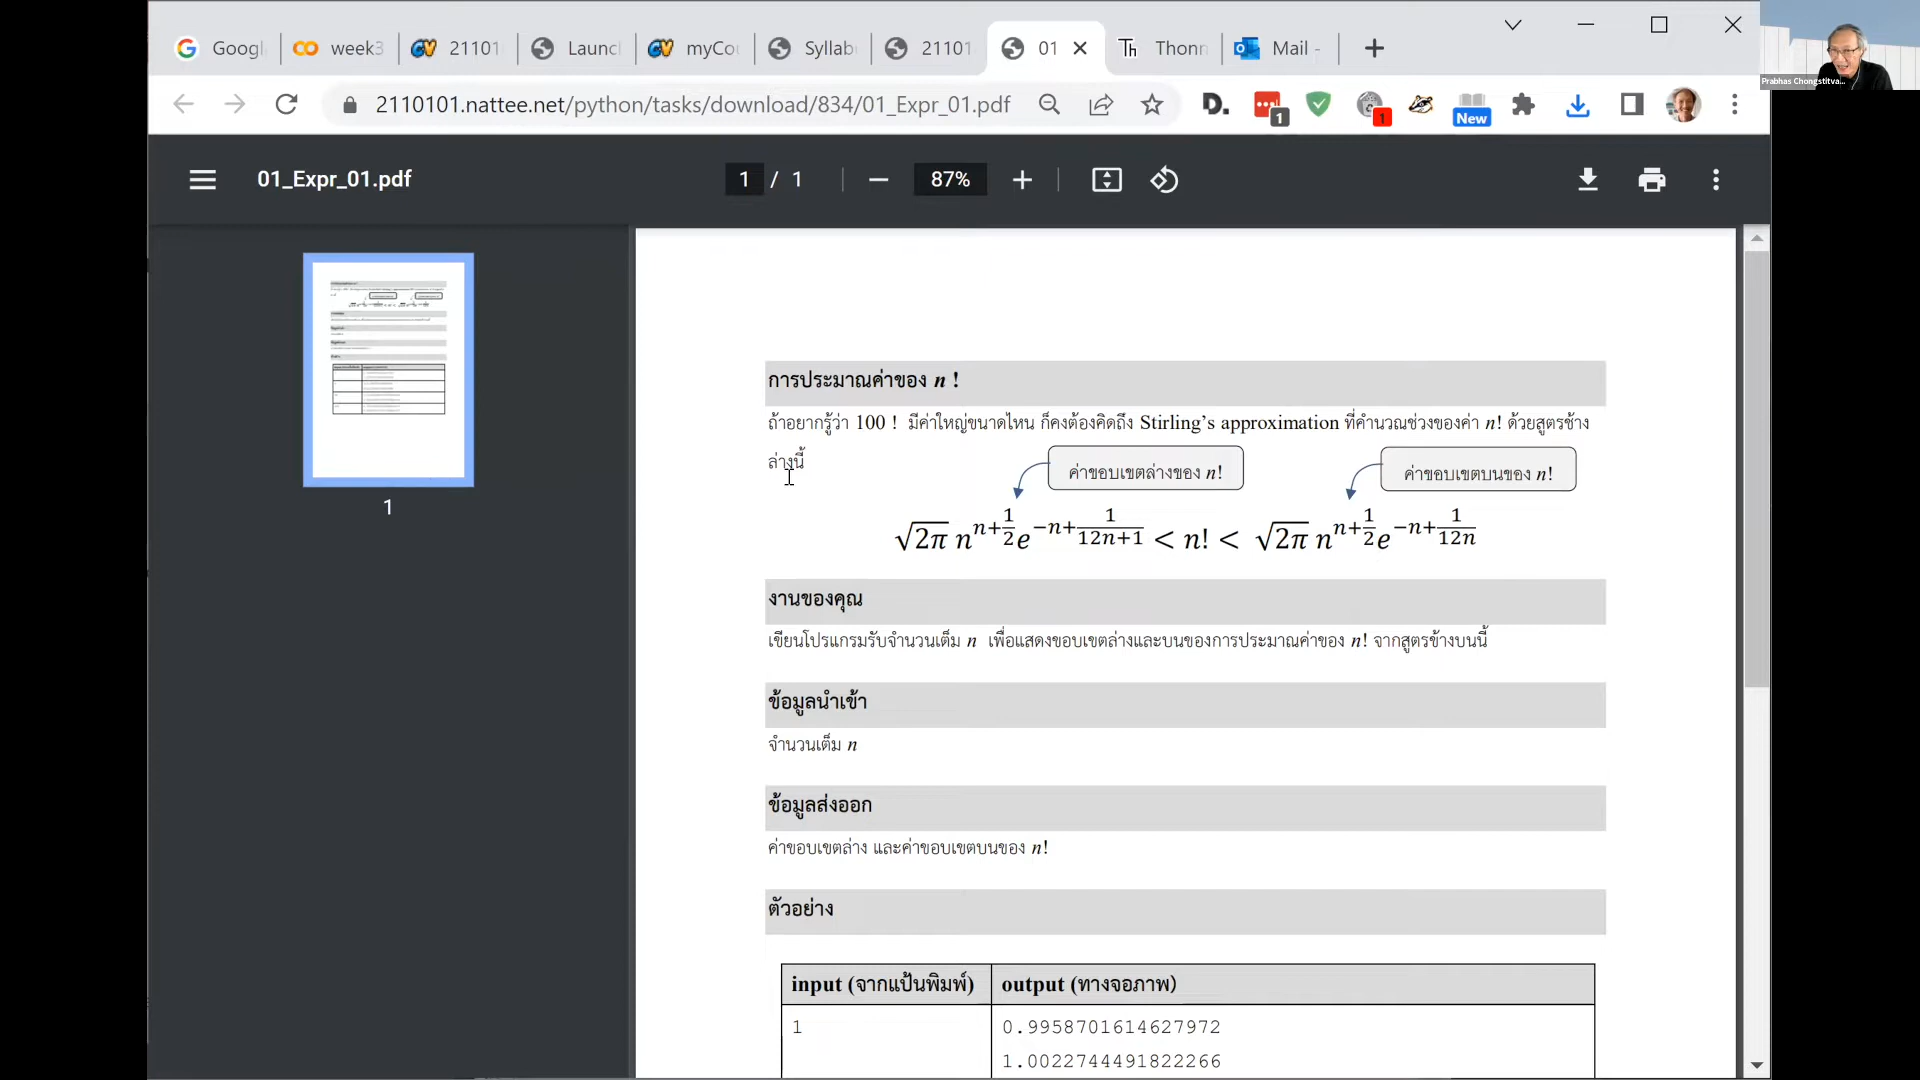 Googl
week3
21101
Launc
myCo
Syllab
21101
01
Thonn
Mail -
Prabhas Chongstitva...
2110101.nattee.net/python/tasks/download/834/01_Expr_01.pdf
1
1
New
01_Expr_01.pdf
1 / 1
87%
1
การประมาณค่าของ n !
ถ้าอยากรู้ว่า 100 ! มีค่าใหญ่ขนาดไหน ก็คงต้องคิดถึง Stirling's approximation ที่คำนวณช่วงของค่า n! ด้วยสูตรข้าง
ล่างนี้
ค่าขอบเขตล่างของ n!
ค่าขอบเขตบนของ n!
√2π n^{n+1/2} e^{−n+1/(12n+1)} < n! < √2π n^{n+1/2} e^{−n+1/(12n)}
งานของคุณ
เขียนโปรแกรมรับจำนวนเต็ม n เพื่อแสดงขอบเขตล่างและบนของการประมาณค่าของ n! จากสูตรข้างบนนี้
ข้อมูลนำเข้า
จำนวนเต็ม n
ข้อมูลส่งออก
ค่าขอบเขตล่าง และค่าขอบเขตบนของ n!
ตัวอย่าง
input (จากแป้นพิมพ์) output (ทางจอภาพ)
1 0.9958701614627972
1.0022744491822266